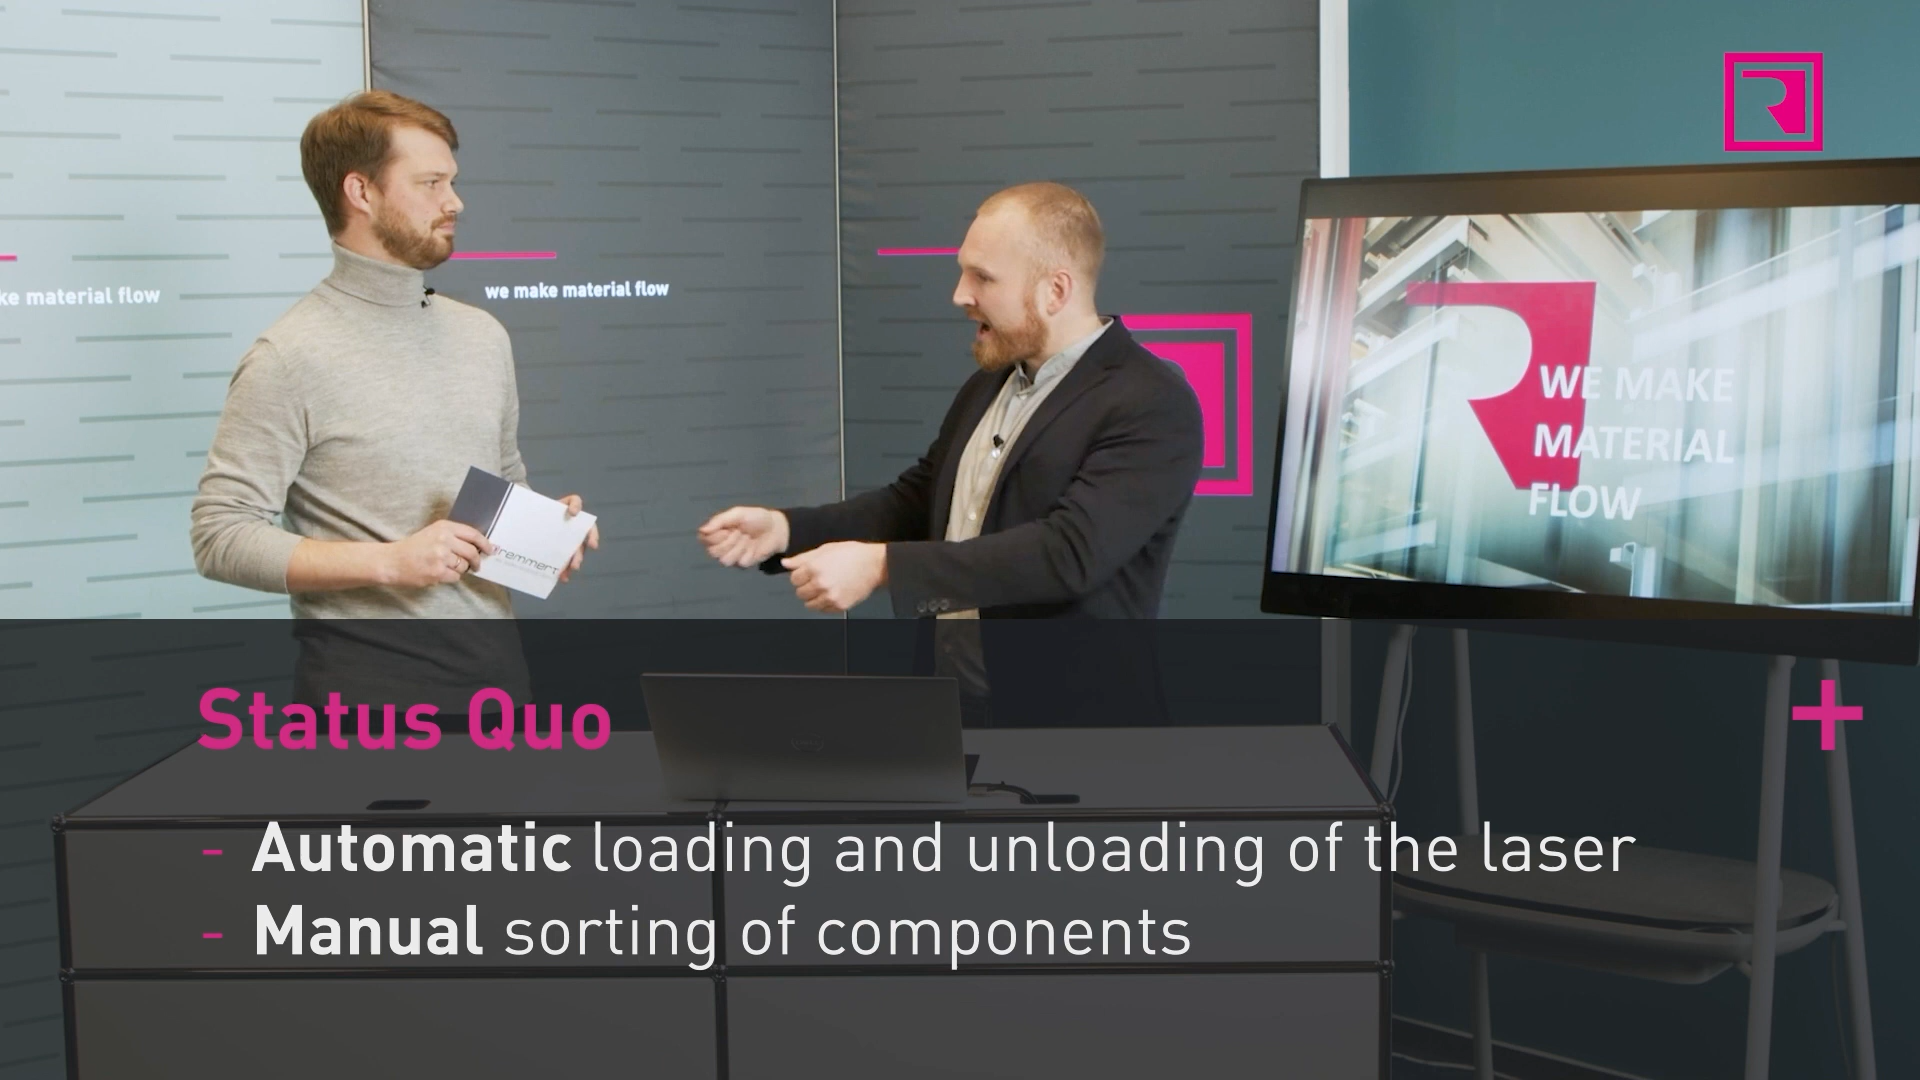 ke material flow
we make material flow
WE MAKE
MATERIAL
FLOW
remmert
Status Quo
+
- Automatic loading and unloading of the laser
- Manual sorting of components